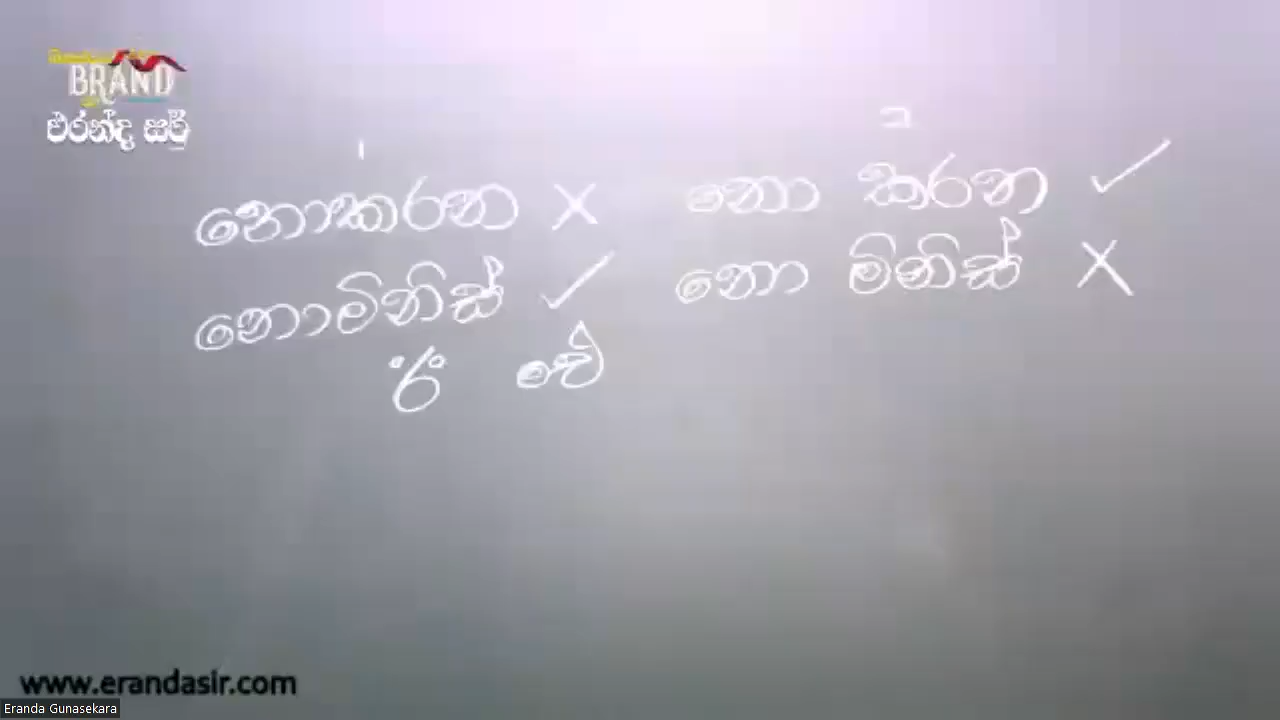 BRAND
එරන්ද සර්
නොකරන × නො කරන ✓
නොමිනිස් ✓ නො මිනිස් ×
www.erandasir.com
Eranda Gunasekara